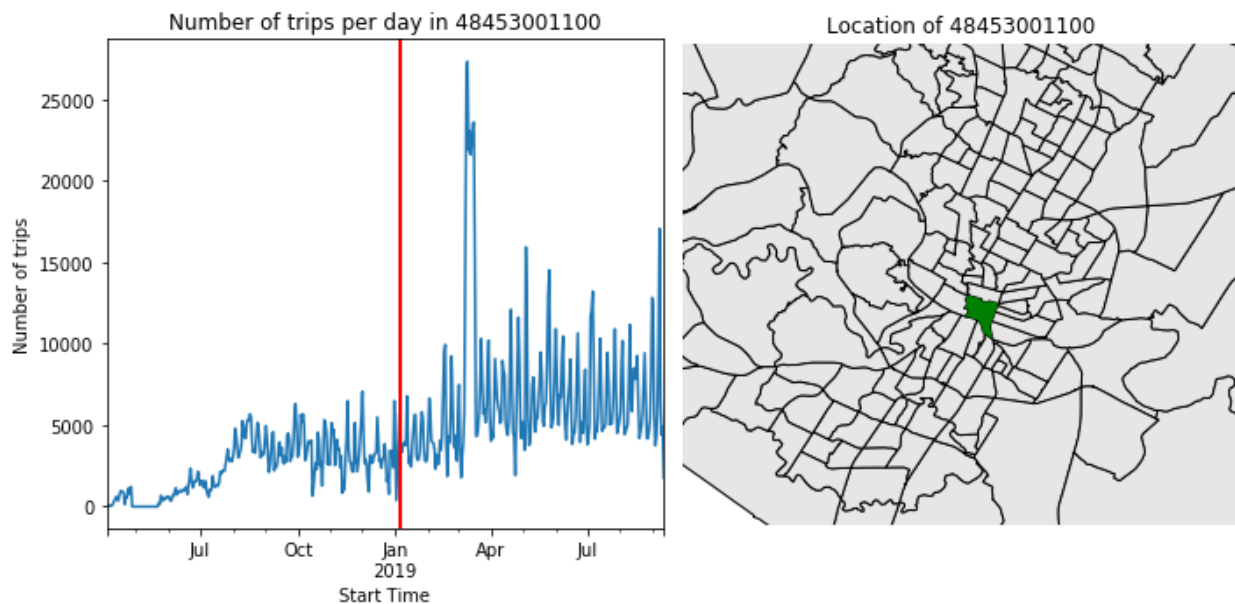 Number of trips per day in 48453001100
Number of trips
25000
20000
15000
10000
5000
0
Jul
Oct
Jan
2019
Apr
Jul
Start Time
Location of 48453001100